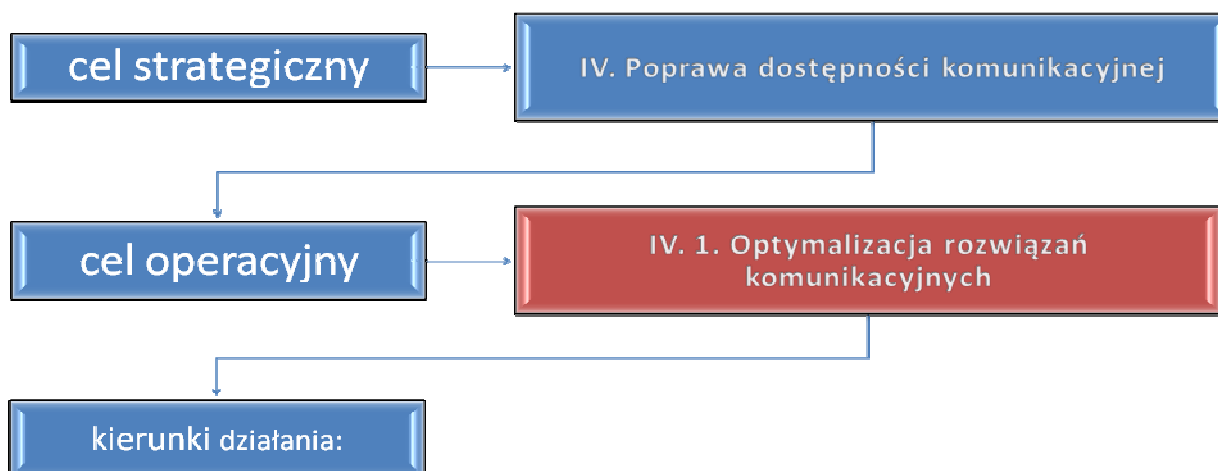 cel strategiczny
IV. Poprawa dostępności komunikacyjnej
cel operacyjny
IV. 1. Optymalizacja rozwiązań
komunikacyjnych
kierunki działania: